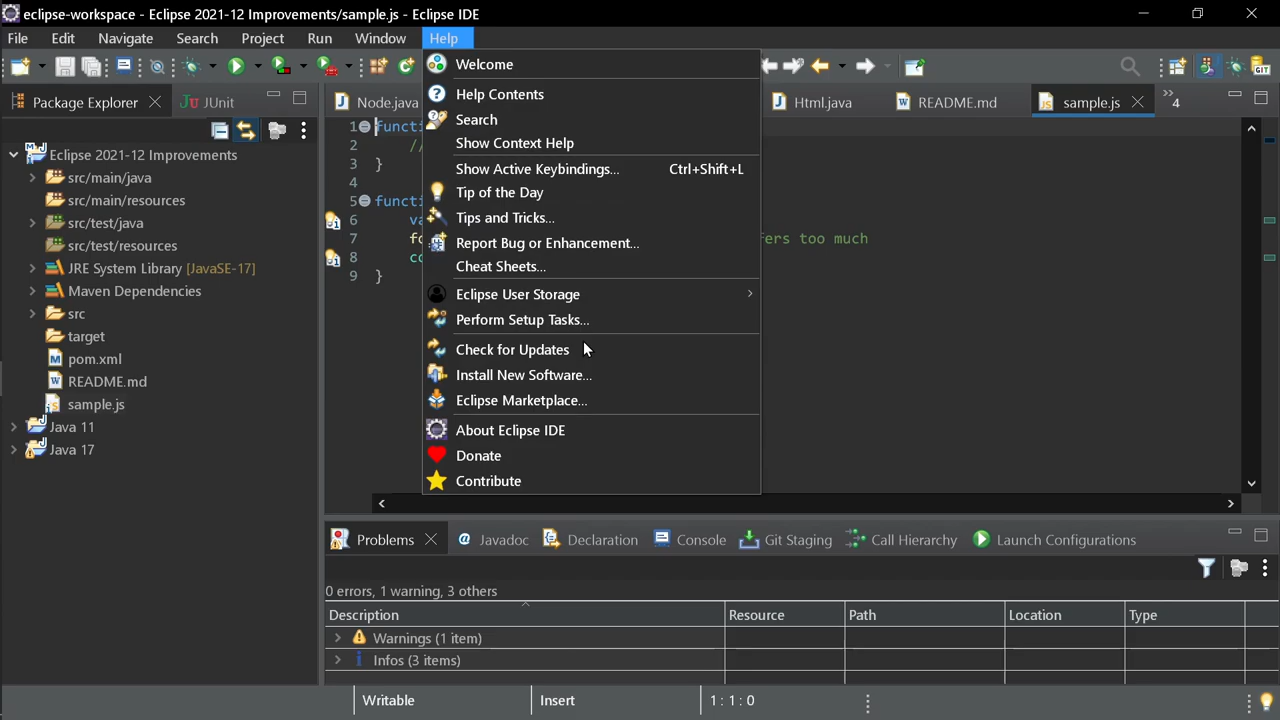 eclipse-workspace - Eclipse 2021-12 Improvements/sample.js - Eclipse IDE
File Edit Navigate Search Project Run Window Help
Package Explorer JUnit
Node.java Html.java README.md sample.js 4
Eclipse 2021-12 Improvements
src/main/java
src/main/resources
src/test/java
src/test/resources
JRE System Library [JavaSE-17]
Maven Dependencies
src
target
pom.xml
README.md
sample.js
Java 11
Java 17
1 functi
2 //
3 }
4
5 functi
6 va
7 fo fers too much
8 co
9 }
Welcome
Help Contents
Search
Show Context Help
Show Active Keybindings... Ctrl+Shift+L
Tip of the Day
Tips and Tricks...
Report Bug or Enhancement...
Cheat Sheets...
Eclipse User Storage
Perform Setup Tasks...
Check for Updates
Install New Software...
Eclipse Marketplace...
About Eclipse IDE
Donate
Contribute
Problems Javadoc Declaration Console Git Staging Call Hierarchy Launch Configurations
0 errors, 1 warning, 3 others
Description Resource Path Location Type
Warnings (1 item)
Infos (3 items)
Writable Insert 1 : 1 : 0